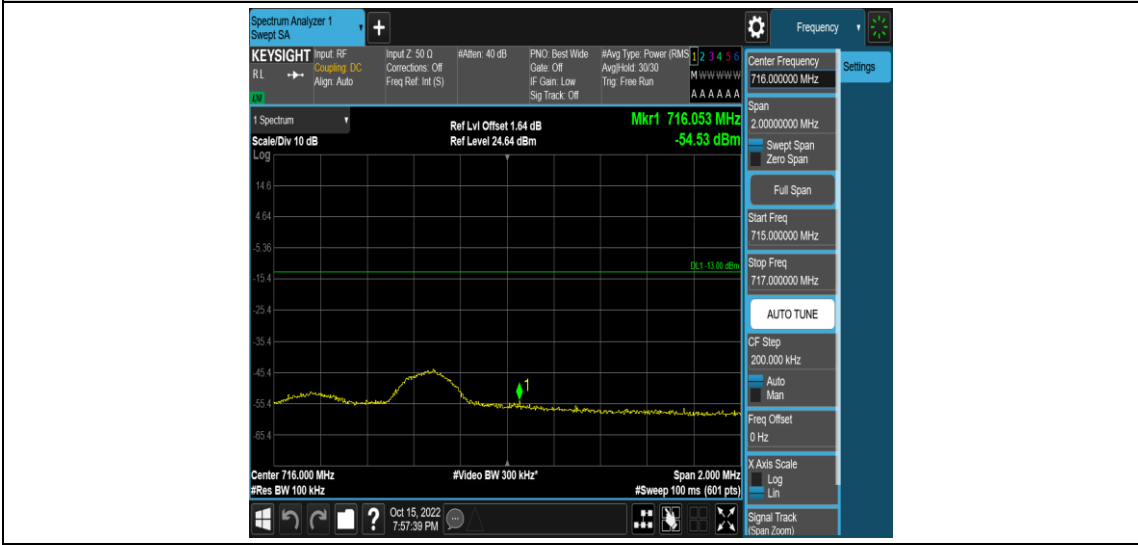 Spectrum Analyzer 1
Swept SA
+
Frequency
KEYSIGHT
RL
LM
Input: RF
Coupling: DC
Align: Auto
Input Z: 50 Ω
Corrections: Off
Freq Ref: Int (S)
#Atten: 40 dB
PNO: Best Wide
Gate: Off
IF Gain: Low
Sig Track: Off
#Avg Type: Power (RMS
Avg|Hold: 30/30
Trig: Free Run
1 2 3 4 5 6
M W W W W W
A A A A A A
1 Spectrum
Scale/Div 10 dB
Log
Ref Lvl Offset 1.64 dB
Ref Level 24.64 dBm
Mkr1 716.053 MHz
-54.53 dBm
14.6
4.64
-5.36
DL1 -13.00 dBm
-15.4
-25.4
-35.4
-45.4
1
-55.4
-65.4
Center 716.000 MHz
#Video BW 300 kHz*
Span 2.000 MHz
#Res BW 100 kHz
#Sweep 100 ms (601 pts)
?
Oct 15, 2022
7:57:39 PM
Center Frequency
716.000000 MHz
Settings
Span
2.00000000 MHz
Swept Span
Zero Span
Full Span
Start Freq
715.000000 MHz
Stop Freq
717.000000 MHz
AUTO TUNE
CF Step
200.000 kHz
Auto
Man
Freq Offset
0 Hz
X Axis Scale
Log
Lin
Signal Track
(Span Zoom)